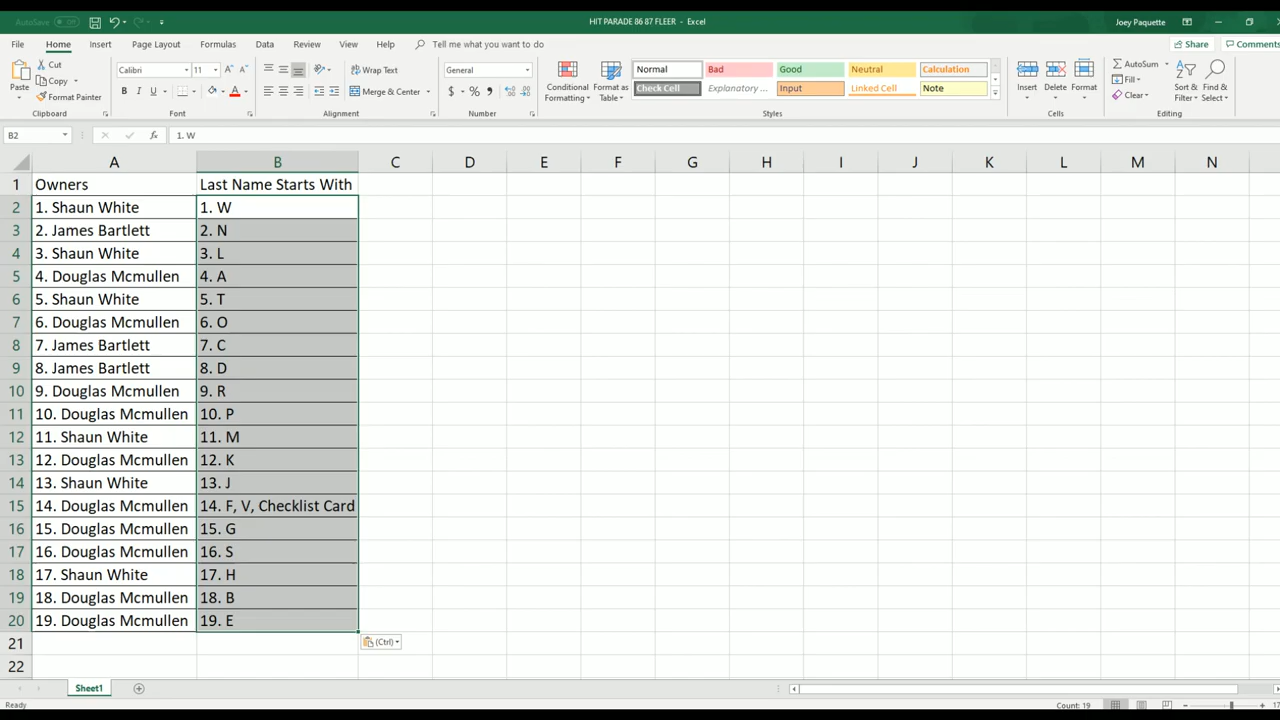 AutoSave Off
HIT PARADE 86 87 FLEER - Excel
Joey Paquette
File Home Insert Page Layout Formulas Data Review View Help Tell me what you want to do
Share Comments
Paste
Cut
Copy
Format Painter
Clipboard
Calibri 11
B I U
Font
Wrap Text
Merge & Center
Alignment
General
$ % ,
Number
Conditional Formatting
Format as Table
Normal Bad Good Neutral Calculation
Check Cell Explanatory ... Input Linked Cell Note
Styles
Insert Delete Format
Cells
AutoSum
Fill
Clear
Sort & Filter
Find & Select
Editing
B2 fx 1. W
A B C D E F G H I J K L M N
1 Owners Last Name Starts With
2 1. Shaun White 1. W
3 2. James Bartlett 2. N
4 3. Shaun White 3. L
5 4. Douglas Mcmullen 4. A
6 5. Shaun White 5. T
7 6. Douglas Mcmullen 6. O
8 7. James Bartlett 7. C
9 8. James Bartlett 8. D
10 9. Douglas Mcmullen 9. R
11 10. Douglas Mcmullen 10. P
12 11. Shaun White 11. M
13 12. Douglas Mcmullen 12. K
14 13. Shaun White 13. J
15 14. Douglas Mcmullen 14. F, V, Checklist Card
16 15. Douglas Mcmullen 15. G
17 16. Douglas Mcmullen 16. S
18 17. Shaun White 17. H
19 18. Douglas Mcmullen 18. B
20 19. Douglas Mcmullen 19. E
21 (Ctrl)
22
Sheet1
Ready
Count: 19